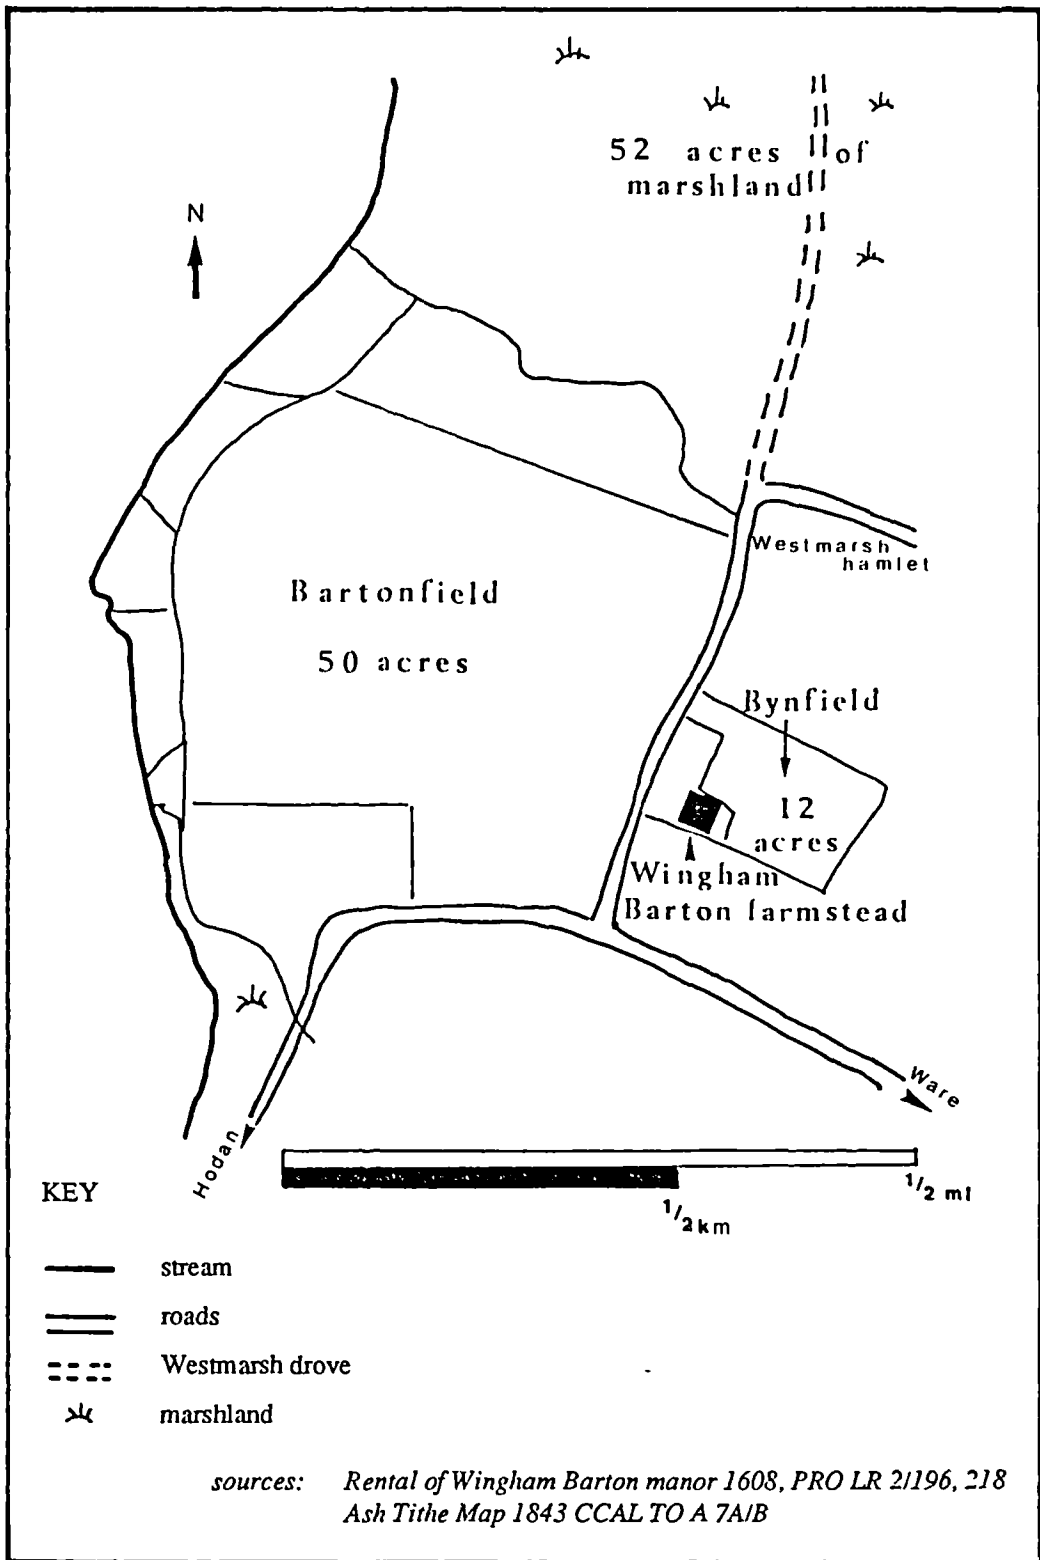 52 acres of
marshland
N
Westmarsh
hamlet
Bartonfield
50 acres
Bynfield
12
acres
Wingham
Barton farmstead
Ware
Hodan
1/2 ml
1/2 km
KEY
stream
roads
Westmarsh drove
marshland
sources: Rental of Wingham Barton manor 1608, PRO LR 2/196, 218
Ash Tithe Map 1843 CCAL TO A 7A/B